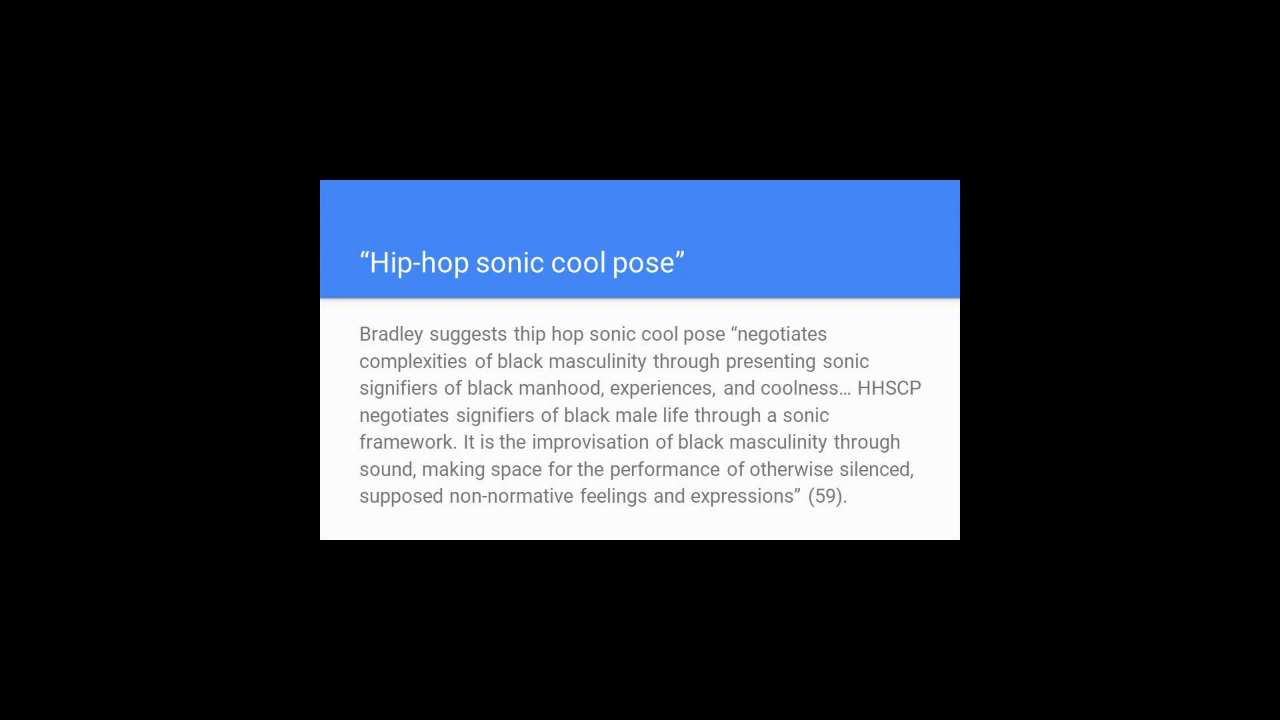 “Hip-hop sonic cool pose”
Bradley suggests thip hop sonic cool pose “negotiates
complexities of black masculinity through presenting sonic
signifiers of black manhood, experiences, and coolness… HHSCP
negotiates signifiers of black male life through a sonic
framework. It is the improvisation of black masculinity through
sound, making space for the performance of otherwise silenced,
supposed non-normative feelings and expressions” (59).